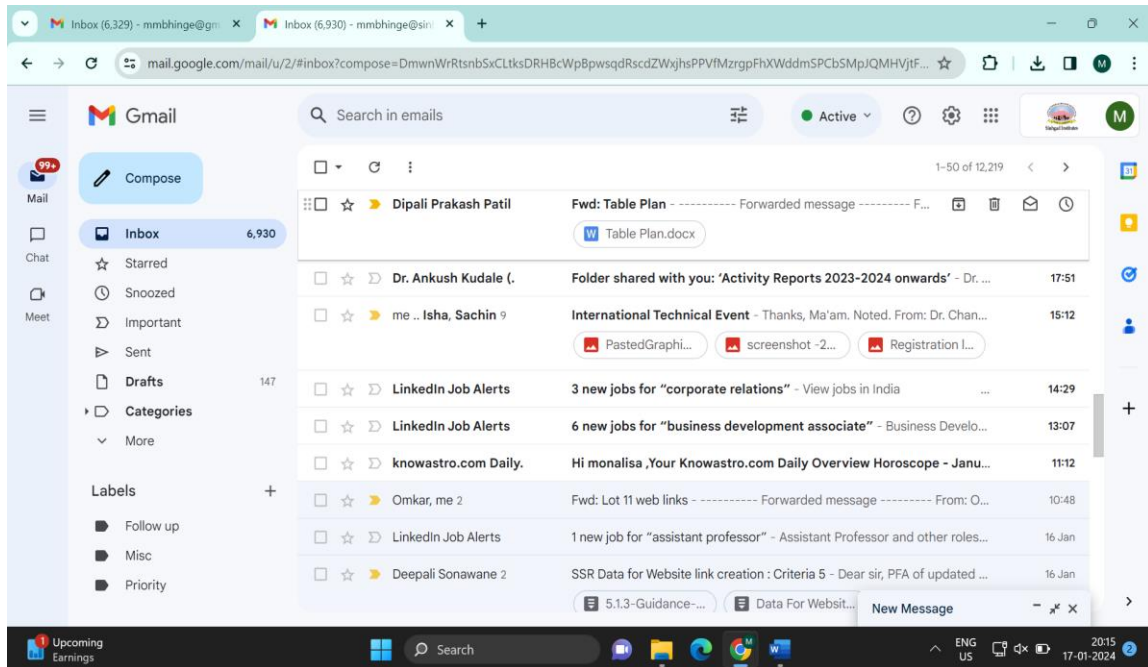 Inbox (6,329) - mmbhinge@gm
Inbox (6,930) - mmbhinge@sin
mail.google.com/mail/u/2/#inbox?compose=DmwnWrRtsnbSxCLtksDRHBcWpBpwsqdRscdZWxjhsPPVfMzrgpFhXWddmSPCbSMpJQMHVjtF...
M
Gmail
Search in emails
Active
M
99+
Mail
Chat
Meet
Compose
1–50 of 12,219
Inbox 6,930
Starred
Snoozed
Important
Sent
Drafts 147
Categories
More
Labels
Follow up
Misc
Priority
Dipali Prakash Patil Fwd: Table Plan - ---------- Forwarded message --------- F...
W Table Plan.docx
Dr. Ankush Kudale (. Folder shared with you: ‘Activity Reports 2023-2024 onwards’ - Dr. ... 17:51
me .. Isha, Sachin 9 International Technical Event - Thanks, Ma'am. Noted. From: Dr. Chan... 15:12
PastedGraphi... screenshot -2... Registration I...
LinkedIn Job Alerts 3 new jobs for “corporate relations” - View jobs in India ... 14:29
LinkedIn Job Alerts 6 new jobs for “business development associate” - Business Develo... 13:07
knowastro.com Daily. Hi monalisa ,Your Knowastro.com Daily Overview Horoscope - Janu... 11:12
Omkar, me 2 Fwd: Lot 11 web links - ---------- Forwarded message --------- From: O... 10:48
LinkedIn Job Alerts 1 new job for “assistant professor” - Assistant Professor and other roles... 16 Jan
Deepali Sonawane 2 SSR Data for Website link creation : Criteria 5 - Dear sir, PFA of updated ... 16 Jan
5.1.3-Guidance-... Data For Websit...
New Message
31
1
Upcoming
Earnings
Search
ENG
US
20:15
17-01-2024
2